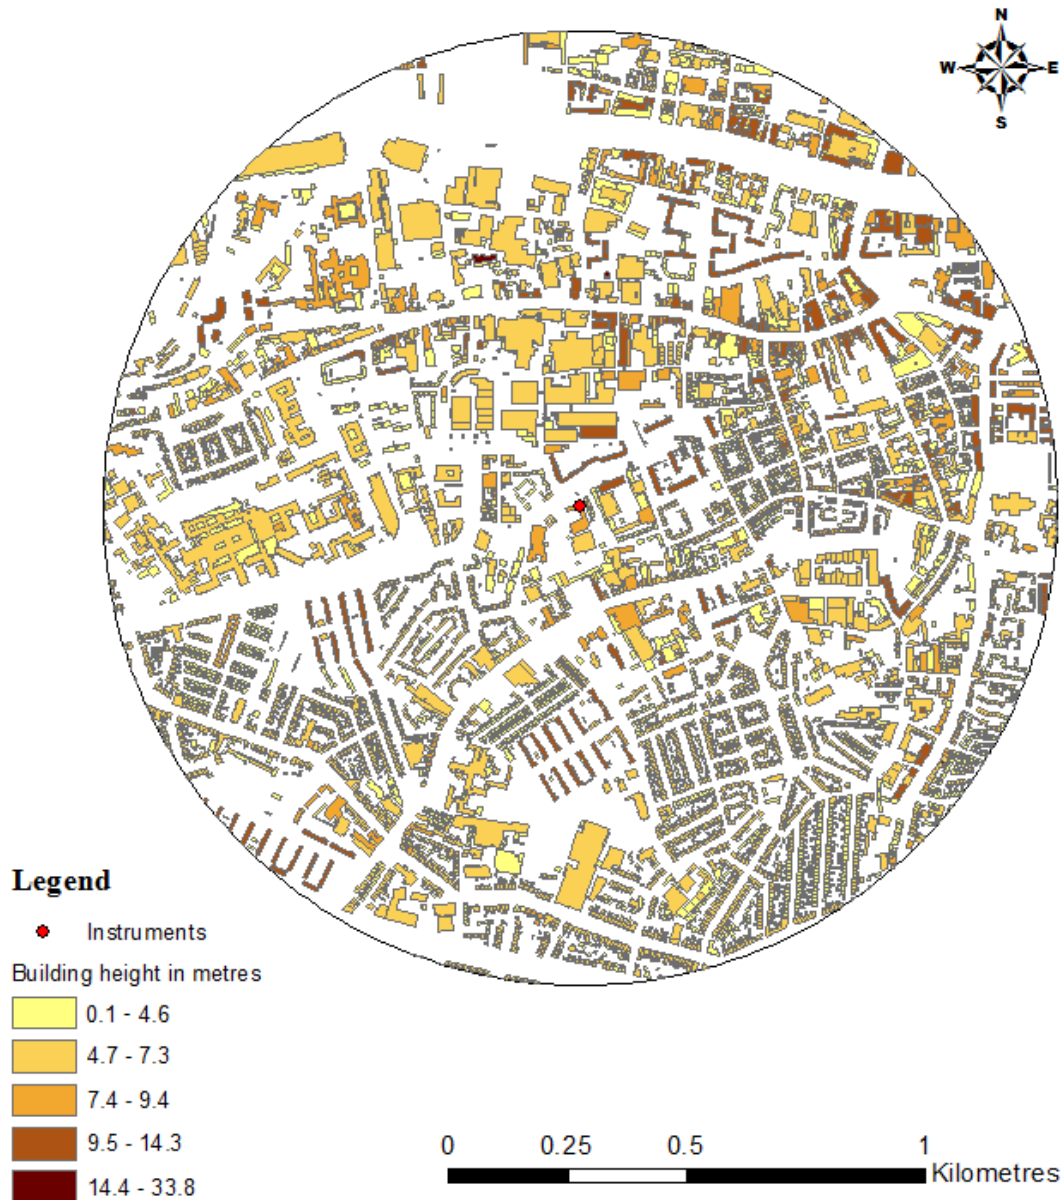 N
W E
S
Legend
Instruments
Building height in metres
0.1 - 4.6
4.7 - 7.3
7.4 - 9.4
9.5 - 14.3
14.4 - 33.8
0 0.25 0.5 1
Kilometres